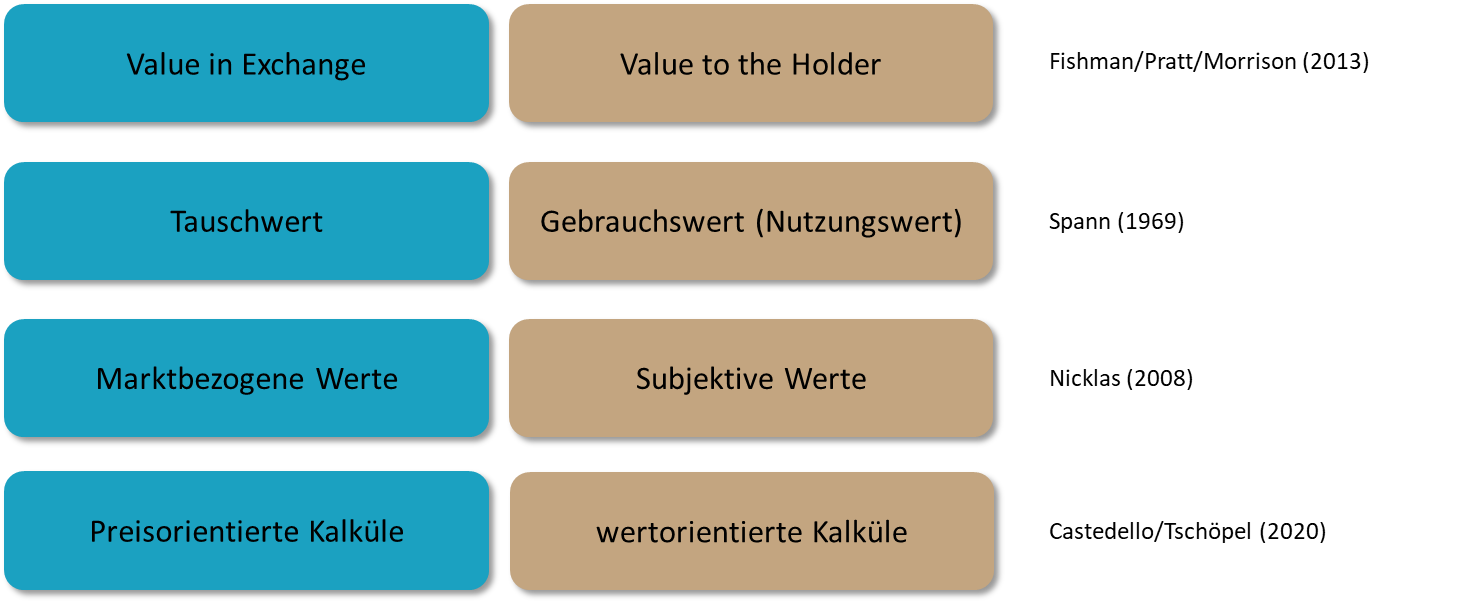 Value in Exchange
Value to the Holder
Fishman/Pratt/Morrison (2013)
Tauschwert
Gebrauchswert (Nutzungswert)
Spann (1969)
Marktbezogene Werte
Subjektive Werte
Nicklas (2008)
Preisorientierte Kalküle
wertorientierte Kalküle
Castedello/Tschöpel (2020)